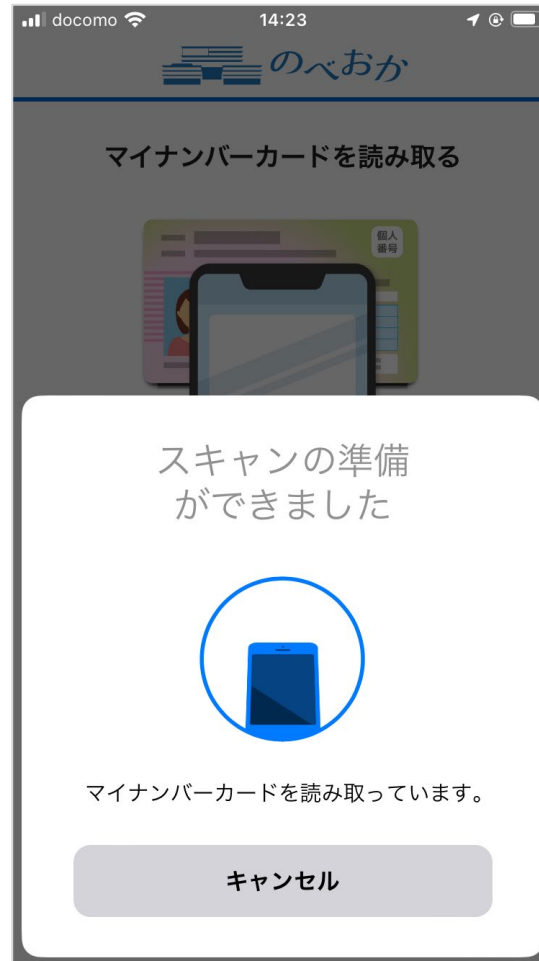 docomo
14:23
のべおか
マイナンバーカードを読み取る
個人
番号
スキャンの準備
ができました
マイナンバーカードを読み取っています。
キャンセル